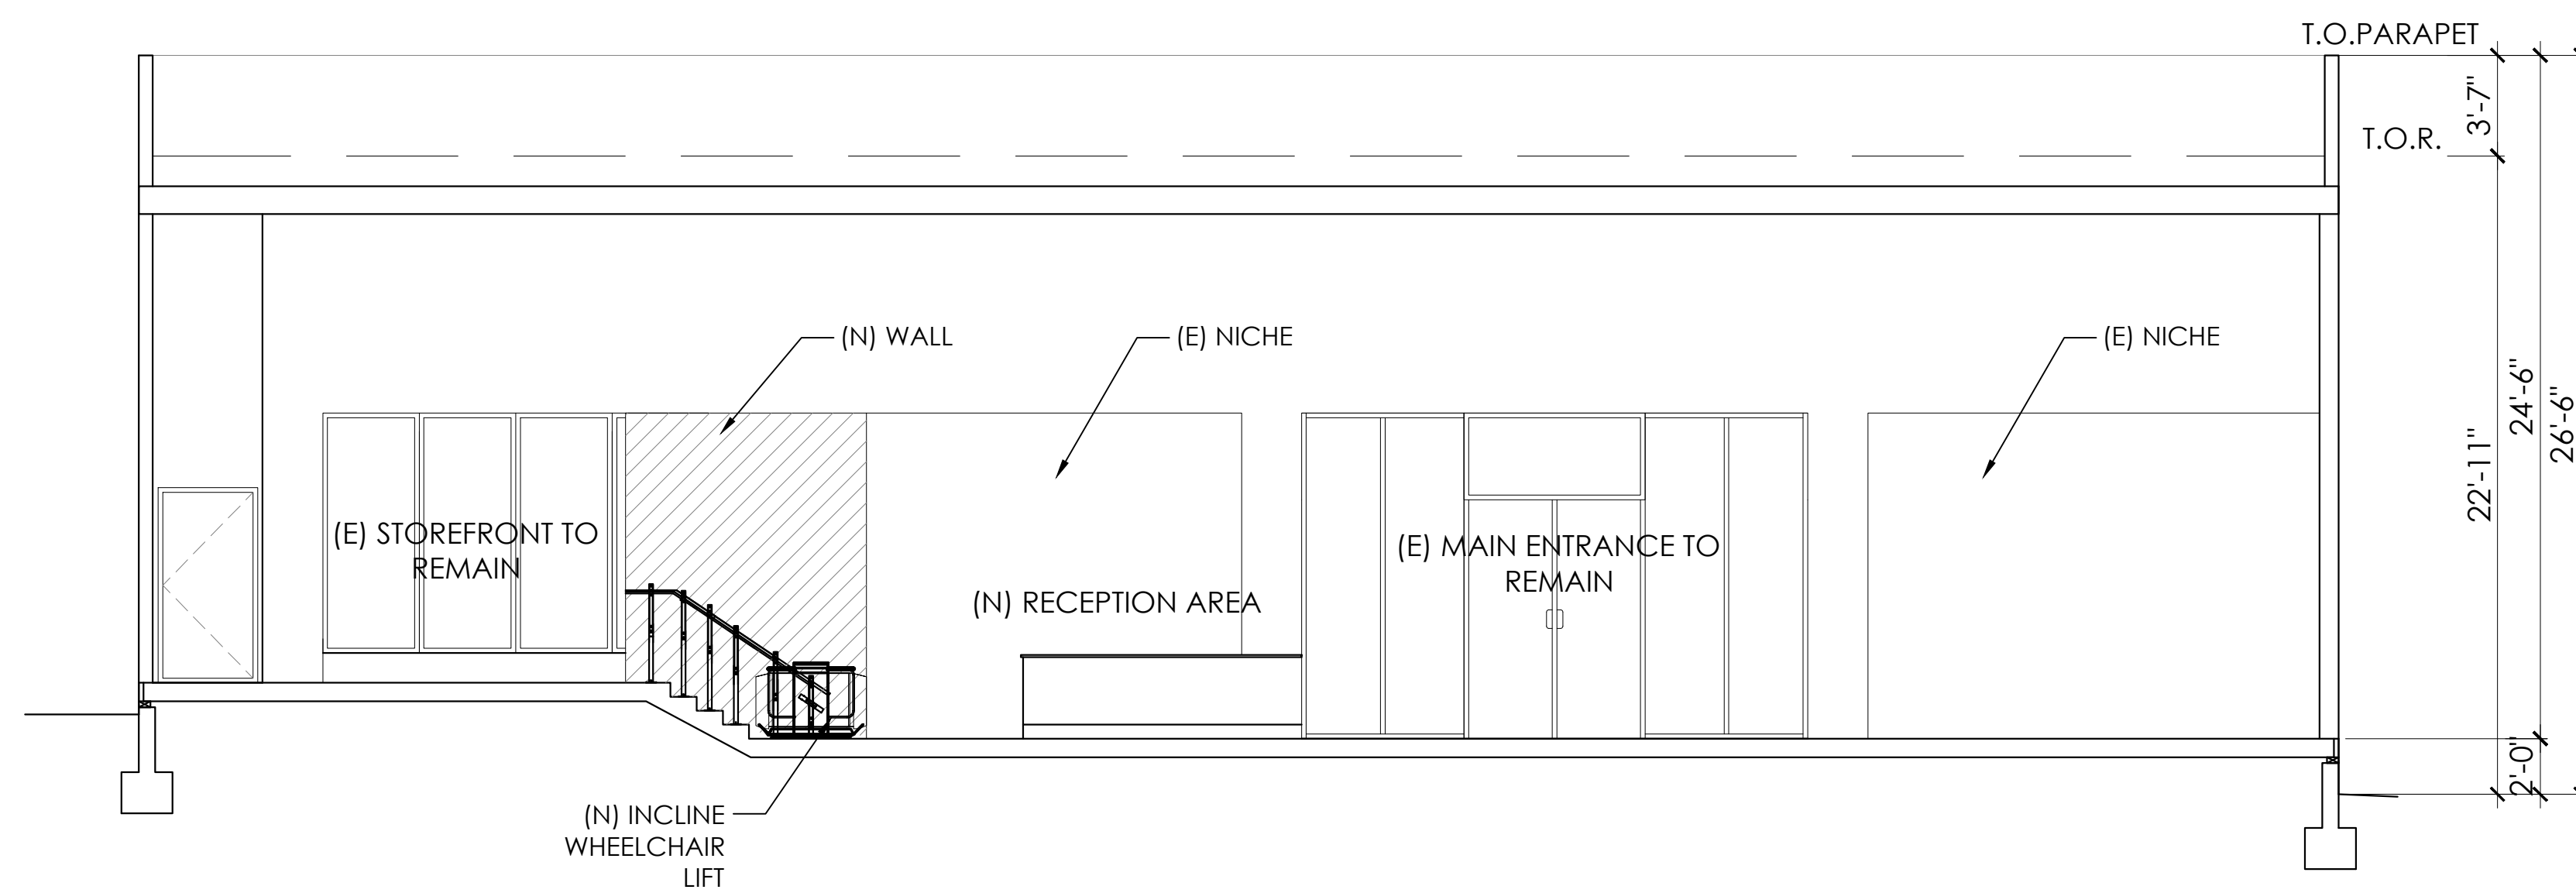 T.O.PARAPET
3'-7"
T.O.R.
(N) WALL
(E) NICHE
(E) NICHE
24'-6"
26'-6"
22'-11"
(E) STOREFRONT TO
REMAIN
(E) MAIN ENTRANCE TO
REMAIN
(N) RECEPTION AREA
2'-0"
(N) INCLINE
WHEELCHAIR
LIFT